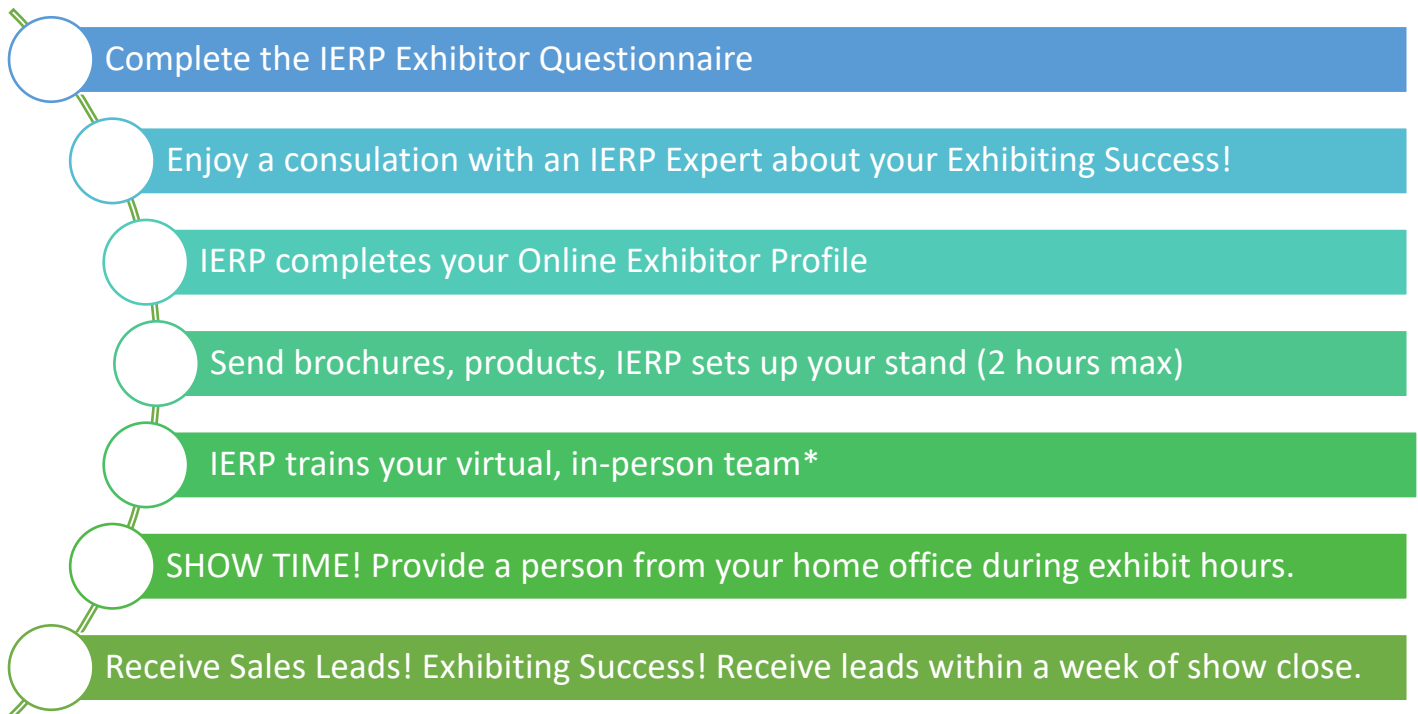 Complete the IERP Exhibitor Questionnaire
Enjoy a consulation with an IERP Expert about your Exhibiting Success!
IERP completes your Online Exhibitor Profile
Send brochures, products, IERP sets up your stand (2 hours max)
IERP trains your virtual, in-person team*
SHOW TIME! Provide a person from your home office during exhibit hours.
Receive Sales Leads! Exhibiting Success! Receive leads within a week of show close.